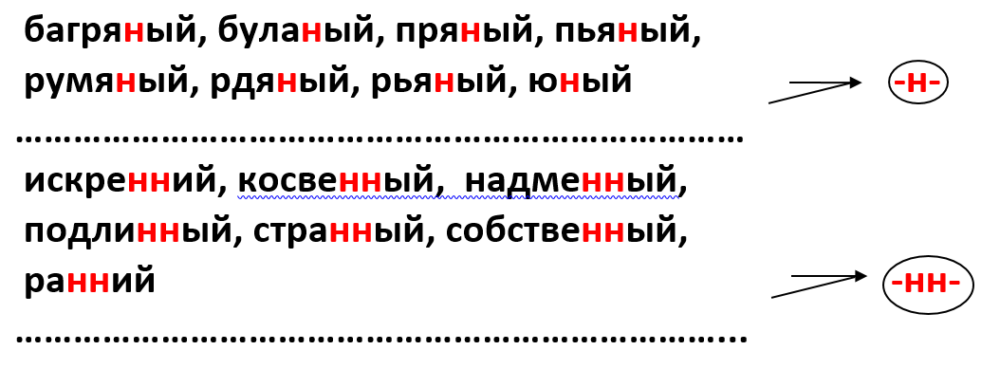 багряный, буланый, пряный, пьяный,
румяный, рдяный, рьяный, юный
-н-
……………………………………………………………………
искренний, косвенный,  надменный,
подлинный, странный, собственный,
ранний
-нн-
…………………………………………………………………..